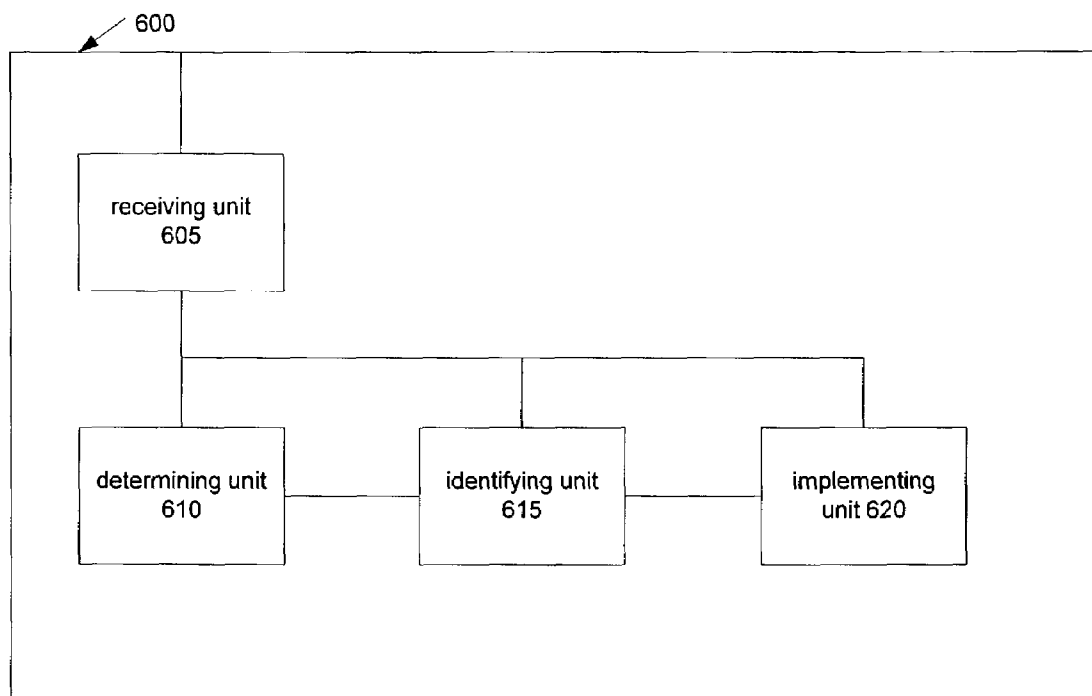 600
receiving unit
605
determining unit
610
identifying unit
615
implementing
unit 620